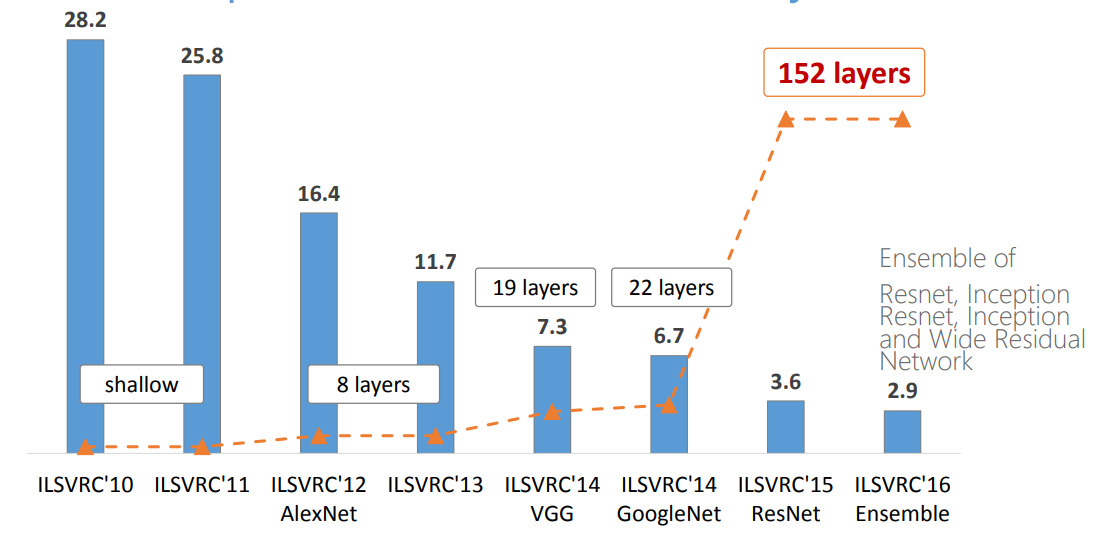 28.2
25.8
16.4
11.7
7.3
6.7
3.6
2.9
152 layers
19 layers
22 layers
shallow
8 layers
Ensemble of
Resnet, Inception
Resnet, Inception
and Wide Residual
Network
ILSVRC'10
ILSVRC'11
ILSVRC'12
AlexNet
ILSVRC'13
ILSVRC'14
VGG
ILSVRC'14
GoogleNet
ILSVRC'15
ResNet
ILSVRC'16
Ensemble